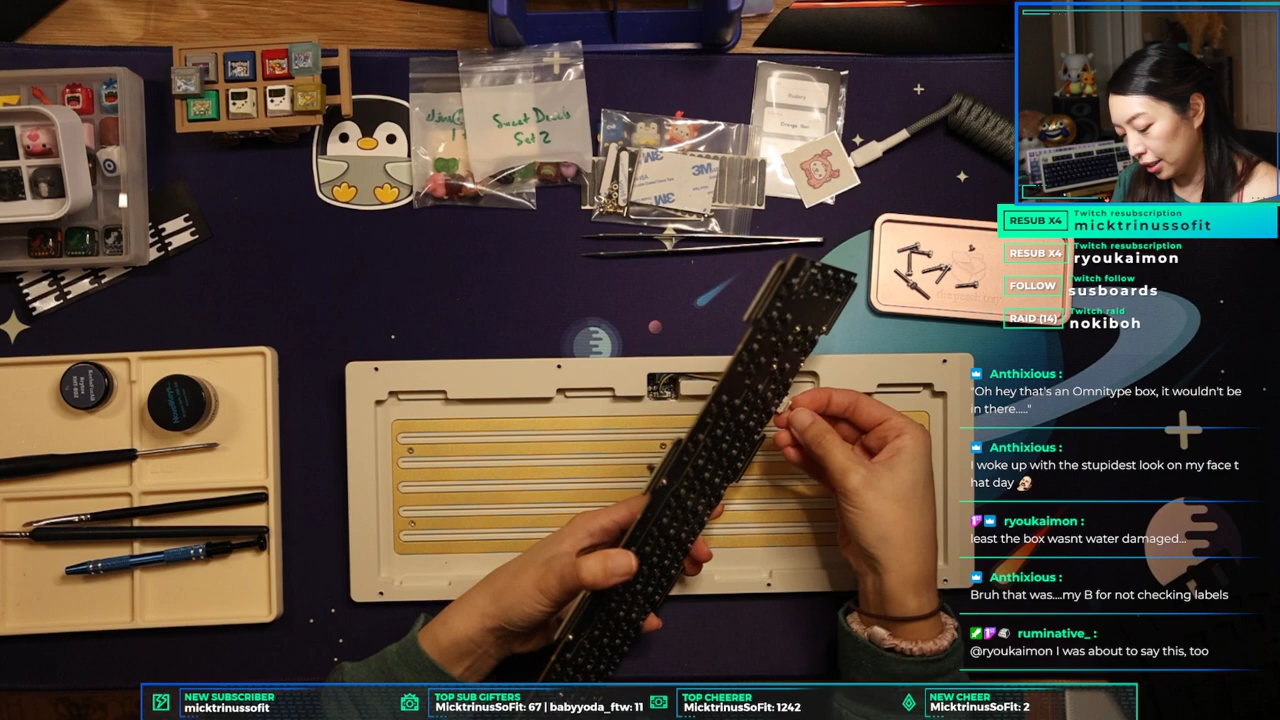 Sweet Deals
Set 2
3M
3M
3M
RESUB X4
Twitch resubscription
micktrinussofit
RESUB X4
Twitch resubscription
ryoukaimon
FOLLOW
Twitch follow
susboards
RAID (14)
Twitch raid
nokiboh
Anthixious :
"Oh hey that's an Omnitype box, it wouldn't be
in there....."
Anthixious :
I woke up with the stupidest look on my face t
hat day
ryoukaimon :
least the box wasnt water damaged...
Anthixious :
Bruh that was....my B for not checking labels
ruminative_ :
@ryoukaimon I was about to say this, too
NEW SUBSCRIBER
micktrinussofit
TOP SUB GIFTERS
MicktrinusSoFit: 67 | babyyoda_ftw: 11
TOP CHEERER
MicktrinusSoFit: 1242
NEW CHEER
MicktrinusSoFit: 2